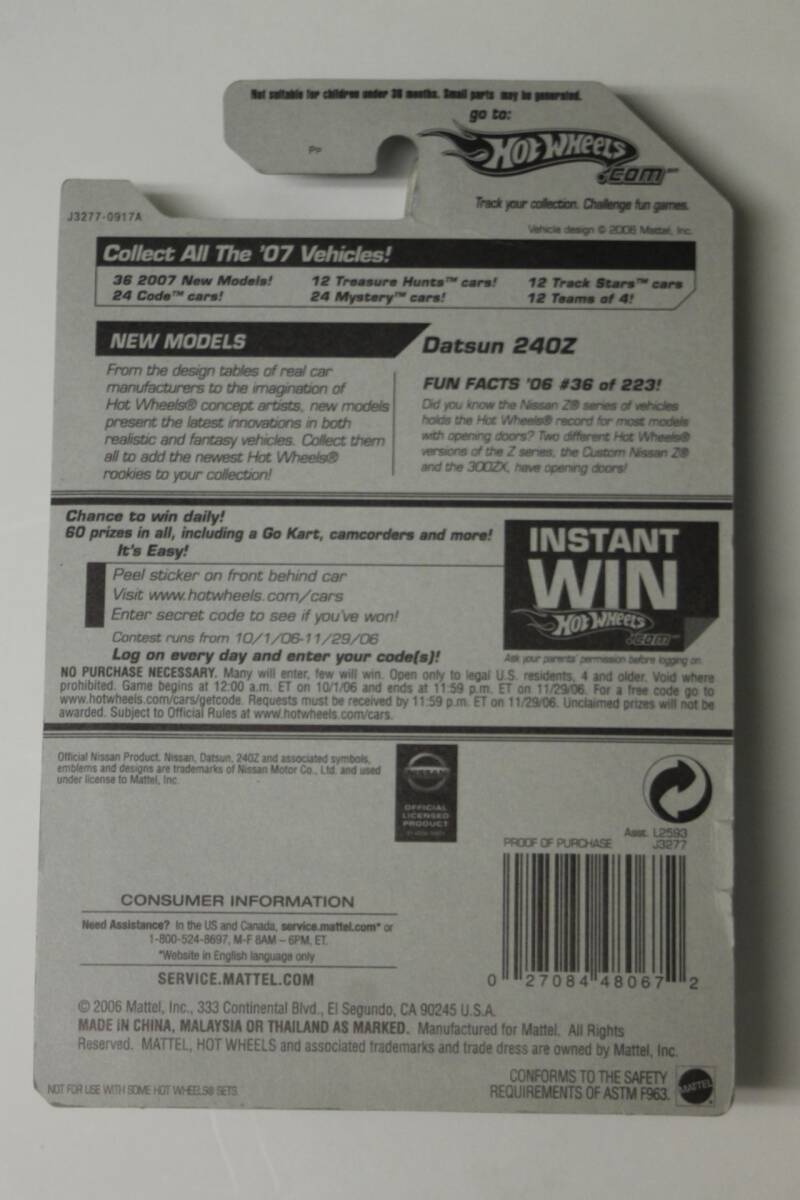 Not suitable for children under 36 months. Small parts may be generated.
go to:
PP
HOT WHEELS
.COM™
Track your collection. Challenge fun games.
J3277-0917A
Vehicle design © 2006 Mattel, Inc.
Collect All The '07 Vehicles!
36 2007 New Models! 12 Treasure Hunts™ cars! 12 Track Stars™ cars
24 Code™ cars! 24 Mystery™ cars! 12 Teams of 4!
NEW MODELS
From the design tables of real car
manufacturers to the imagination of
Hot Wheels® concept artists, new models
present the latest innovations in both
realistic and fantasy vehicles. Collect them
all to add the newest Hot Wheels®
rookies to your collection!
Datsun 240Z
FUN FACTS '06 #36 of 223!
Did you know the Nissan Z® series of vehicles
holds the Hot Wheels® record for most models
with opening doors? Two different Hot Wheels®
versions of the Z series, the Custom Nissan Z®
and the 300ZX, have opening doors!
Chance to win daily!
60 prizes in all, including a Go Kart, camcorders and more!
It's Easy!
Peel sticker on front behind car
Visit www.hotwheels.com/cars
Enter secret code to see if you've won!
Contest runs from 10/1/06-11/29/06
Log on every day and enter your code(s)!
INSTANT
WIN
HOT WHEELS
.COM™
Ask your parents' permission before logging on.
NO PURCHASE NECESSARY. Many will enter, few will win. Open only to legal U.S. residents, 4 and older. Void where
prohibited. Game begins at 12:00 a.m. ET on 10/1/06 and ends at 11:59 p.m. ET on 11/29/06. For a free code go to
www.hotwheels.com/cars/getcode. Requests must be received by 11:59 p.m. ET on 11/29/06. Unclaimed prizes will not be
awarded. Subject to Official Rules at www.hotwheels.com/cars.
Official Nissan Product. Nissan, Datsun, 240Z and associated symbols,
emblems and designs are trademarks of Nissan Motor Co., Ltd. and used
under license to Mattel, Inc.
NISSAN
OFFICIAL
LICENSED
PRODUCT
Asst. L2593
PROOF OF PURCHASE J3277
0 27084 48067 2
CONSUMER INFORMATION
Need Assistance? In the US and Canada, service.mattel.com* or
1-800-524-8697, M-F 8AM – 6PM, ET.
*Website in English language only
SERVICE.MATTEL.COM
© 2006 Mattel, Inc., 333 Continental Blvd., El Segundo, CA 90245 U.S.A.
MADE IN CHINA, MALAYSIA OR THAILAND AS MARKED. Manufactured for Mattel. All Rights
Reserved. MATTEL, HOT WHEELS and associated trademarks and trade dress are owned by Mattel, Inc.
NOT FOR USE WITH SOME HOT WHEELS® SETS.
CONFORMS TO THE SAFETY
REQUIREMENTS OF ASTM F963.
MATTEL